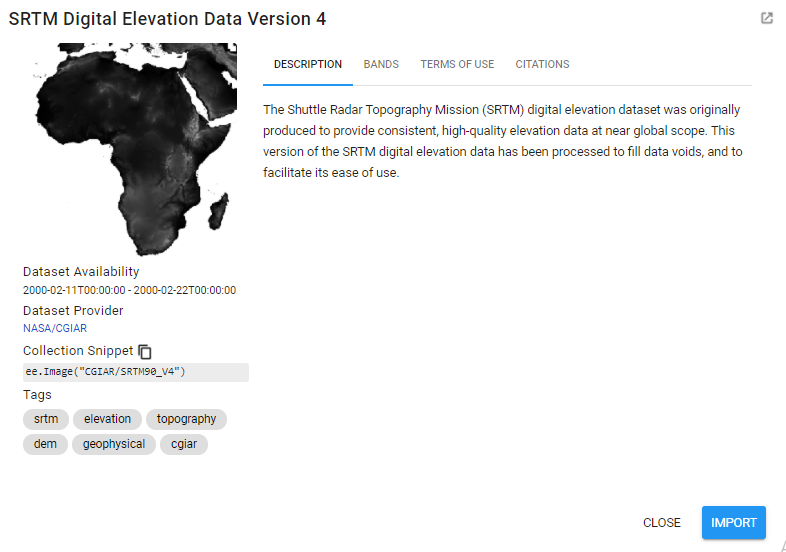 SRTM Digital Elevation Data Version 4
DESCRIPTION BANDS TERMS OF USE CITATIONS
The Shuttle Radar Topography Mission (SRTM) digital elevation dataset was originally
produced to provide consistent, high-quality elevation data at near global scope. This
version of the SRTM digital elevation data has been processed to fill data voids, and to
facilitate its ease of use.
Dataset Availability
2000-02-11T00:00:00 - 2000-02-22T00:00:00
Dataset Provider
NASA/CGIAR
Collection Snippet
ee.Image("CGIAR/SRTM90_V4")
Tags
srtm elevation topography
dem geophysical cgiar
CLOSE IMPORT